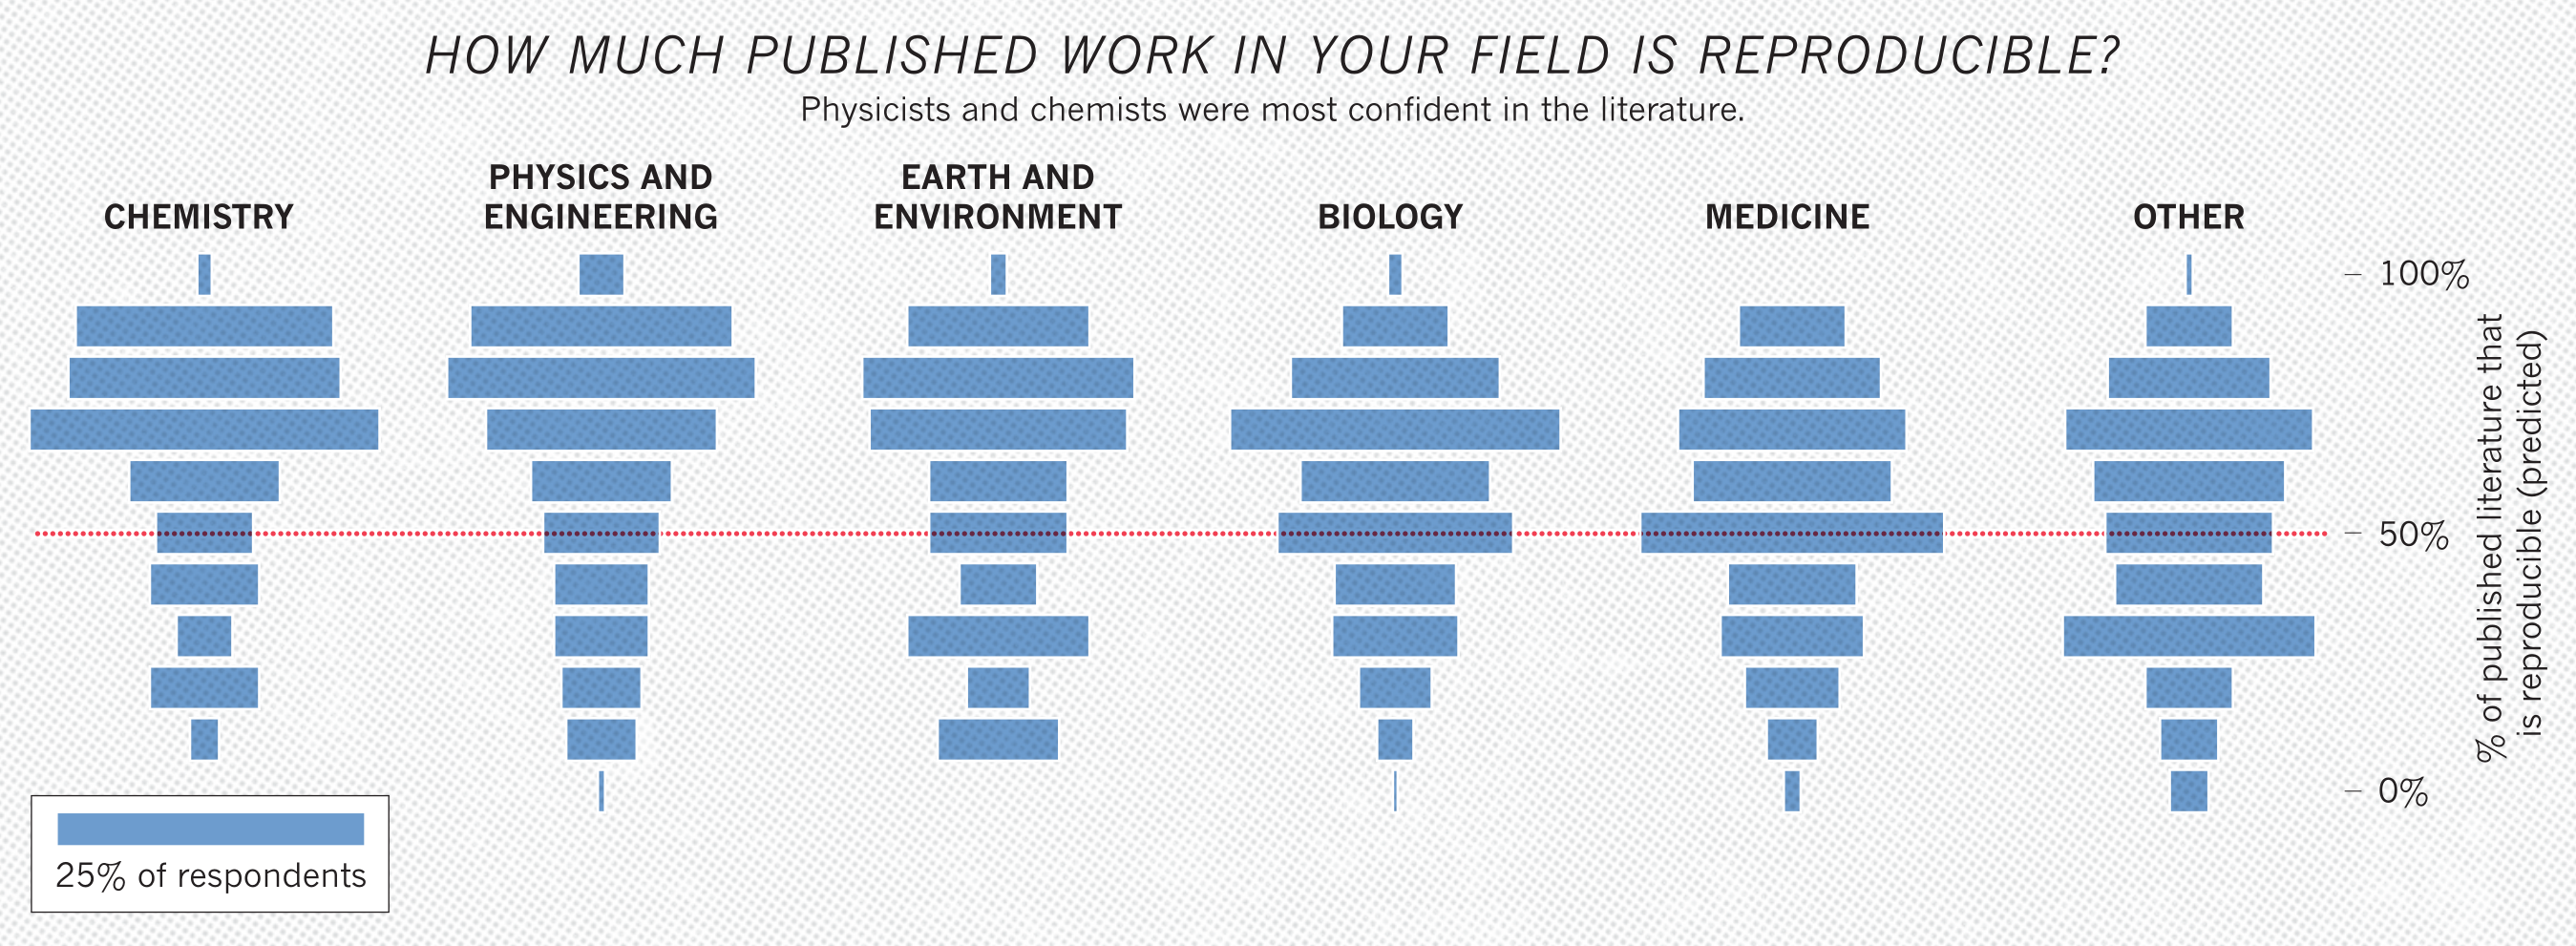 HOW MUCH PUBLISHED WORK IN YOUR FIELD IS REPRODUCIBLE?
Physicists and chemists were most confident in the literature.
CHEMISTRY
PHYSICS AND
ENGINEERING
EARTH AND
ENVIRONMENT
BIOLOGY
MEDICINE
OTHER
100%
50%
0%
% of published literature that
is reproducible (predicted)
25% of respondents